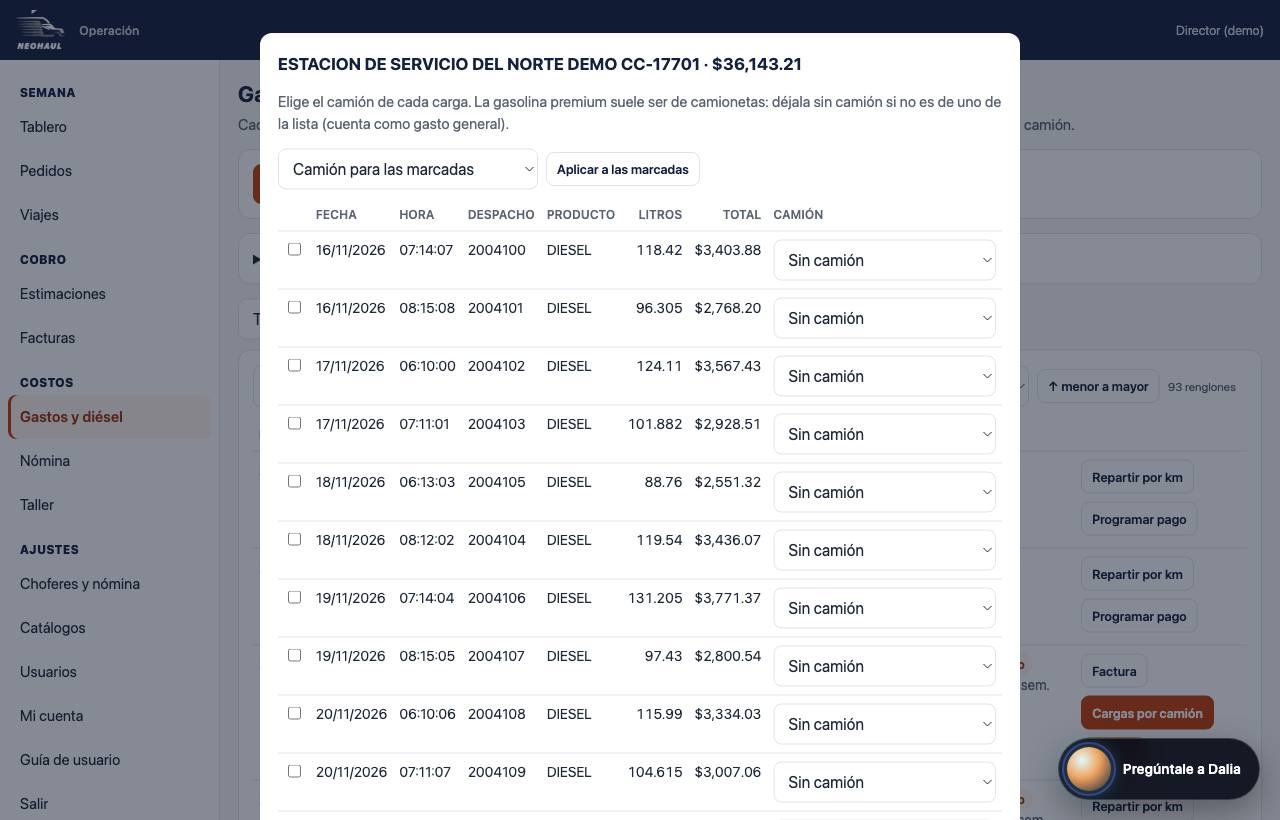 NEOHAUL
Operación
Director (demo)
SEMANA
Tablero
Pedidos
Viajes
COBRO
Estimaciones
Facturas
COSTOS
Gastos y diésel
Nómina
Taller
AJUSTES
Choferes y nómina
Catálogos
Usuarios
Mi cuenta
Guía de usuario
Salir
camión.
ESTACION DE SERVICIO DEL NORTE DEMO CC-17701 · $36,143.21
Elige el camión de cada carga. La gasolina premium suele ser de camionetas: déjala sin camión si no es de uno de
la lista (cuenta como gasto general).
Camión para las marcadas Aplicar a las marcadas
FECHA HORA DESPACHO PRODUCTO LITROS TOTAL CAMIÓN
16/11/2026 07:14:07 2004100 DIESEL 118.42 $3,403.88 Sin camión
16/11/2026 08:15:08 2004101 DIESEL 96.305 $2,768.20 Sin camión
17/11/2026 06:10:00 2004102 DIESEL 124.11 $3,567.43 Sin camión
17/11/2026 07:11:01 2004103 DIESEL 101.882 $2,928.51 Sin camión
18/11/2026 06:13:03 2004105 DIESEL 88.76 $2,551.32 Sin camión
18/11/2026 08:12:02 2004104 DIESEL 119.54 $3,436.07 Sin camión
19/11/2026 07:14:04 2004106 DIESEL 131.205 $3,771.37 Sin camión
19/11/2026 08:15:05 2004107 DIESEL 97.43 $2,800.54 Sin camión
20/11/2026 06:10:06 2004108 DIESEL 115.99 $3,334.03 Sin camión
20/11/2026 07:11:07 2004109 DIESEL 104.615 $3,007.06 Sin camión
↑ menor a mayor 93 renglones
Repartir por km
Programar pago
Repartir por km
Programar pago
Factura
sem.
Cargas por camión
Pregúntale a Dalia
Repartir por km